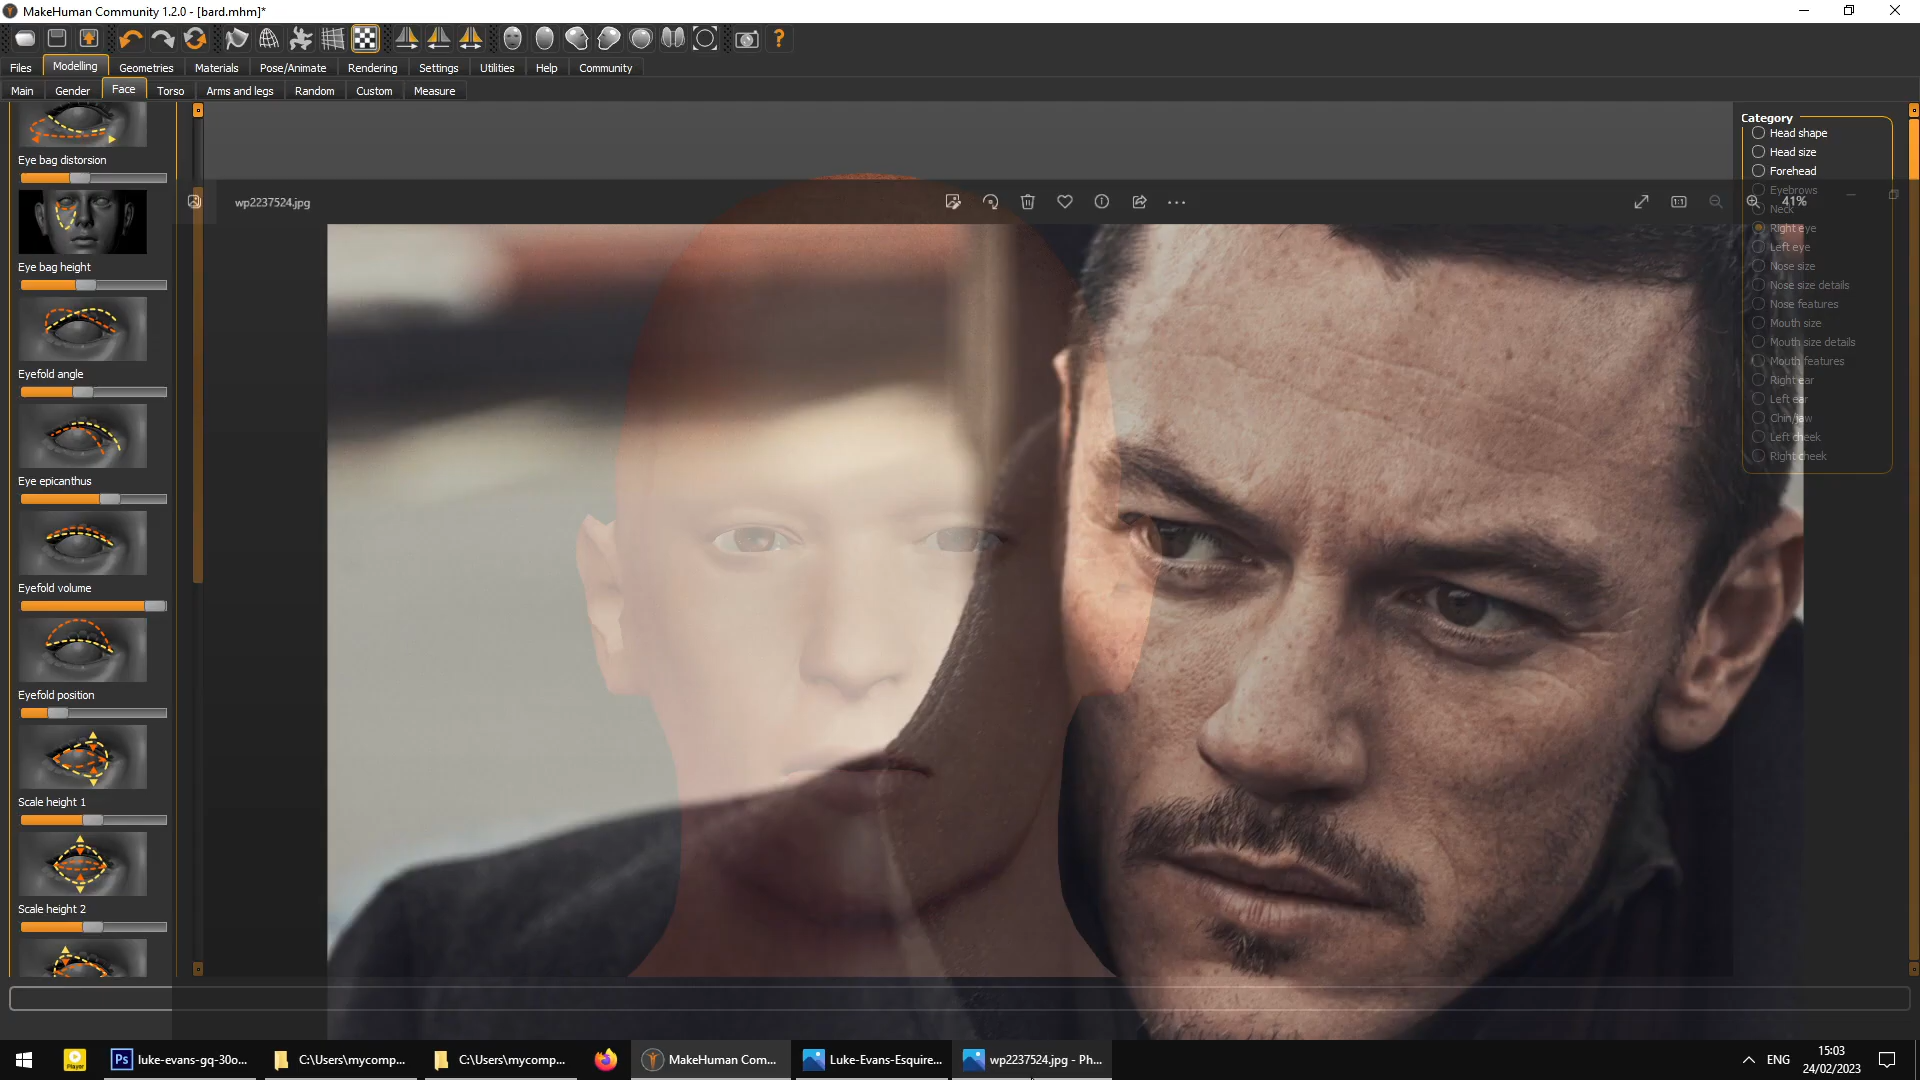 MakeHuman Community 1.2.0 - [bard.mhm]*
Files Modelling Geometries Materials Pose/Animate Rendering Settings Utilities Help Community
Main Gender Face Torso Arms and legs Random Custom Measure
Eye bag distorsion
Eye bag height
Eyefold angle
Eye epicanthus
Eyefold volume
Eyefold position
Scale height 1
Scale height 2
wp2237524.jpg
1:1
41%
Category
Head shape
Head size
Forehead
Eyebrows
Neck
Right eye
Left eye
Nose size
Nose size details
Nose features
Mouth size
Mouth size details
Mouth features
Right ear
Left ear
Chin/jaw
Left cheek
Right cheek
Player
Ps
luke-evans-gq-30o...
C:\Users\mycomp...
C:\Users\mycomp...
MakeHuman Com...
Luke-Evans-Esquire...
wp2237524.jpg - Ph...
ENG
15:03
24/02/2023